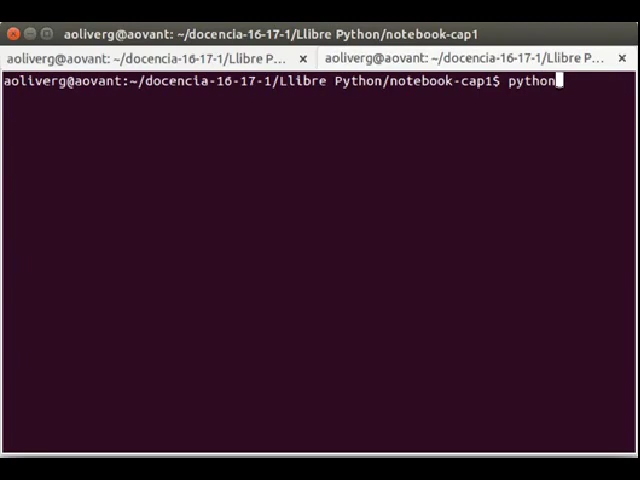 aoliverg@aovant: ~/docencia-16-17-1/Llibre Python/notebook-cap1
aoliverg@aovant: ~/docencia-16-17-1/Llibre P... × aoliverg@aovant: ~/docencia-16-17-1/Llibre P... ×
aoliverg@aovant:~/docencia-16-17-1/Llibre Python/notebook-cap1$ python